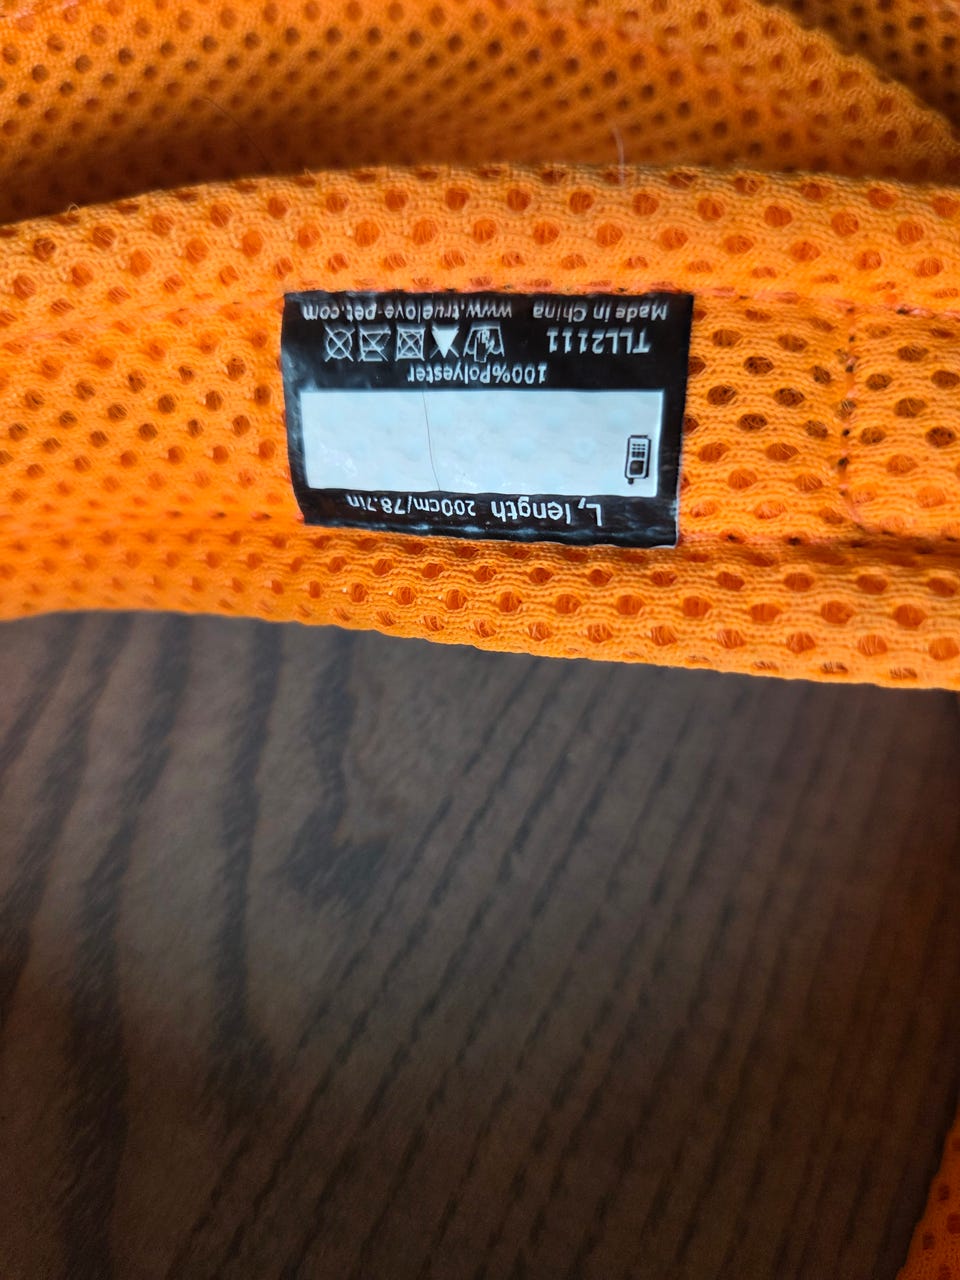 L, length 200cm/78.7in
100%Polyester
TLL2111
Made in China www.truelove-pet.com